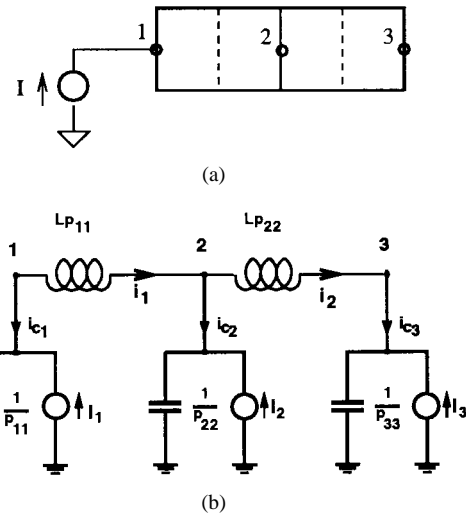 1 2 3
I
(a)
Lp11 Lp22
1 2 3
i1 i2
ic1 ic2 ic3
1/p11 I1 1/p22 I2 1/p33 I3
(b)